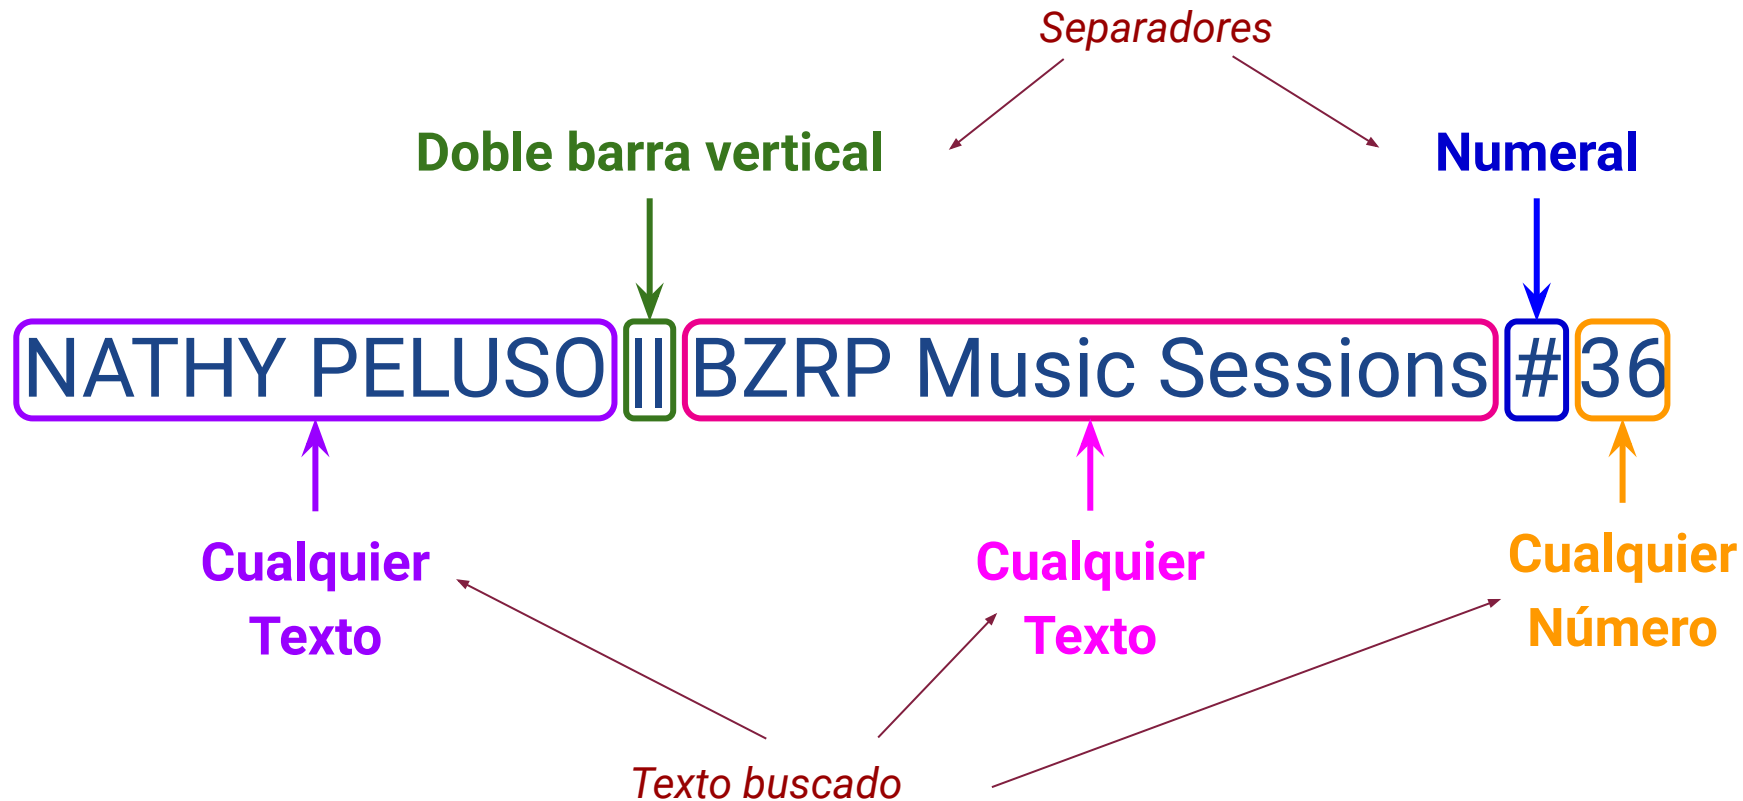 Separadores
Doble barra vertical
Numeral
NATHY PELUSO || BZRP Music Sessions #36
Cualquier
Texto
Cualquier
Texto
Cualquier
Número
Texto buscado